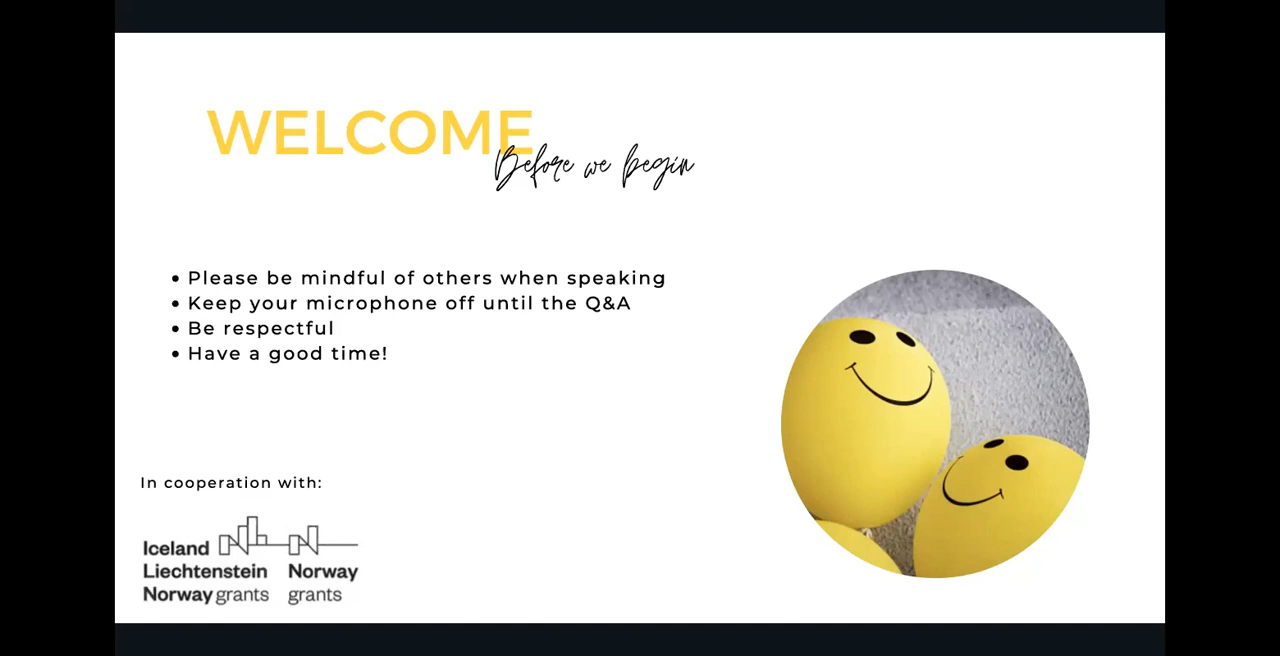 WELCOME
Before we begin
Please be mindful of others when speaking
Keep your microphone off until the Q&A
Be respectful
Have a good time!
In cooperation with:
Iceland
Liechtenstein
Norway grants
Norway
grants